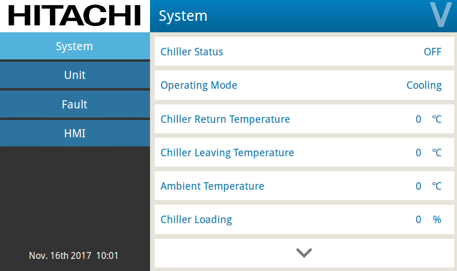 HITACHI
System
V
System
Unit
Fault
HMI
Nov. 16th 2017 10:01
Chiller Status OFF
Operating Mode Cooling
Chiller Return Temperature 0 ℃
Chiller Leaving Temperature 0 ℃
Ambient Temperature 0 ℃
Chiller Loading 0 %